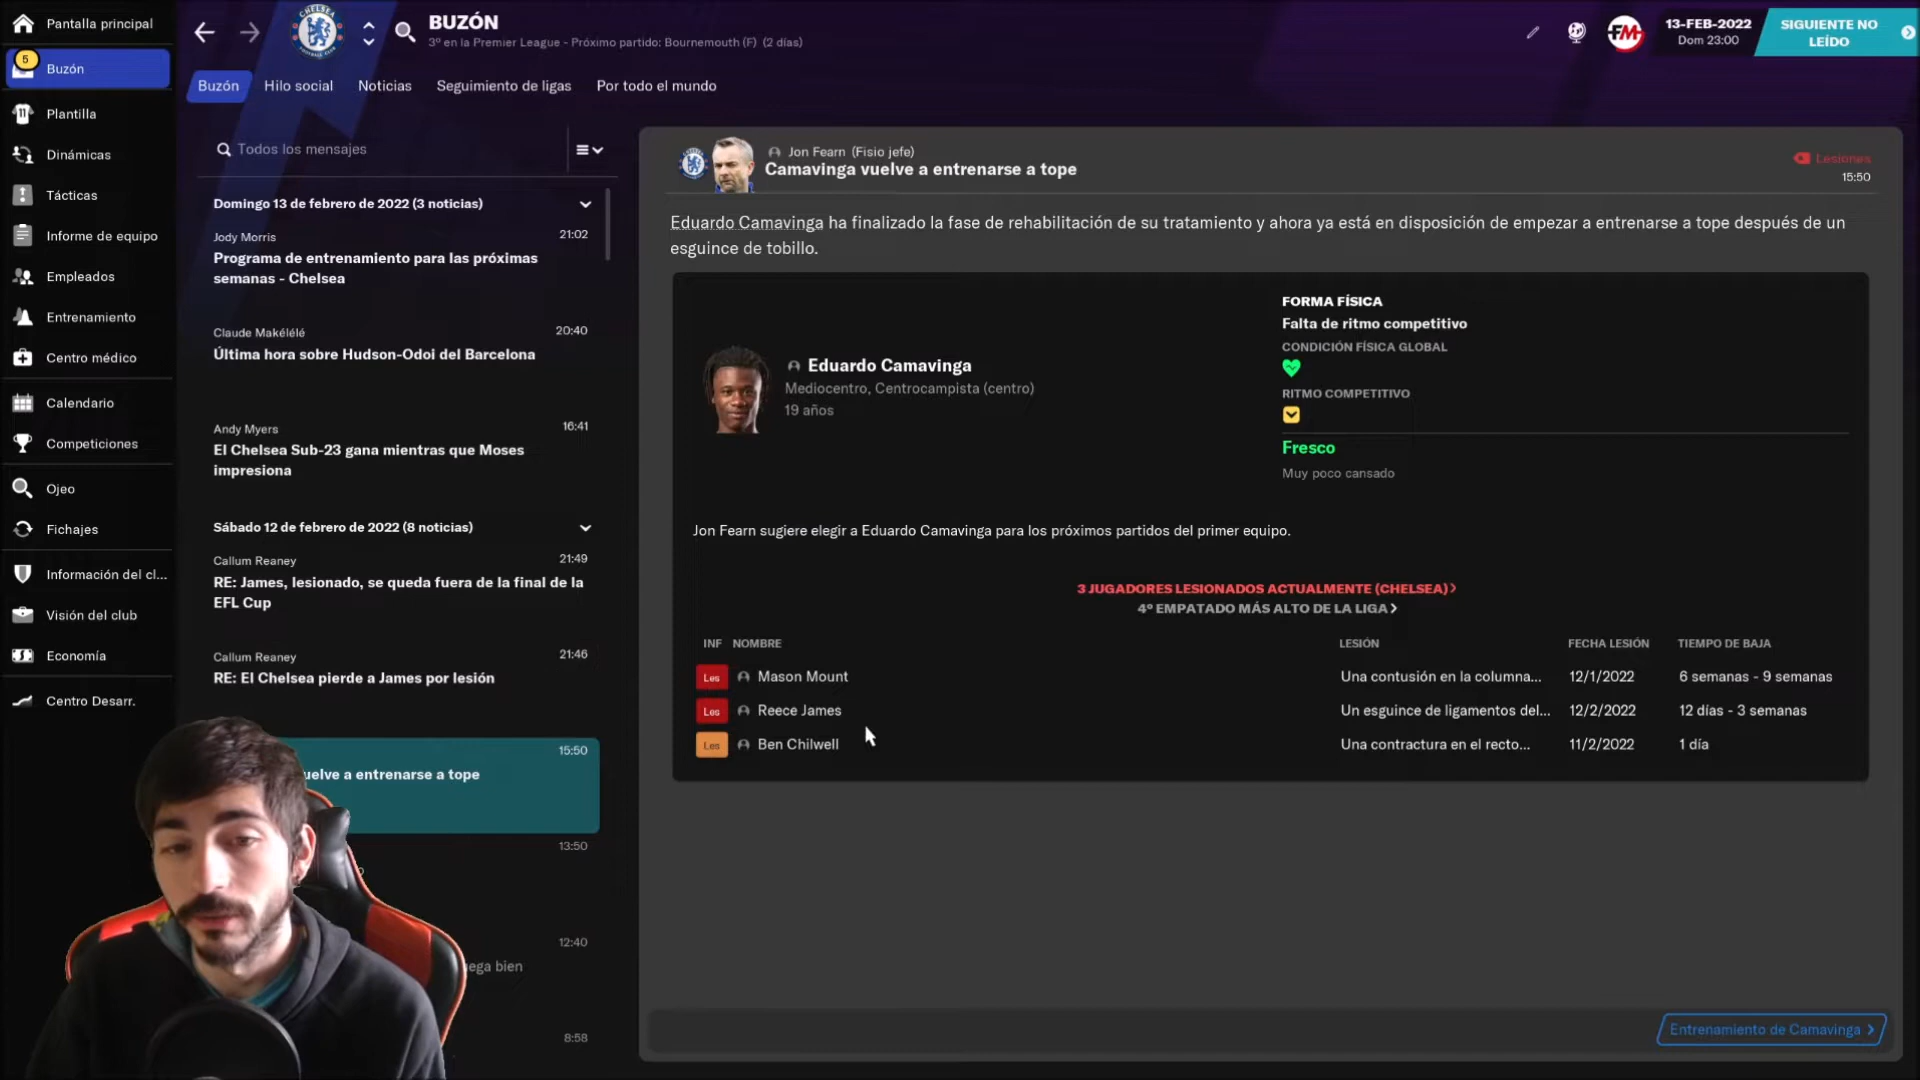 Pantalla principal
5
Buzón
Plantilla
Dinámicas
Tácticas
Informe de equipo
Empleados
Entrenamiento
Centro médico
Calendario
Competiciones
Ojeo
Fichajes
Información del cl...
Visión del club
Economía
Centro Desarr.
BUZÓN
3º en la Premier League - Próximo partido: Bournemouth (F) (2 días)
FM
13-FEB-2022
Dom 23:00
SIGUIENTE NO
LEÍDO
Buzón Hilo social Noticias Seguimiento de ligas Por todo el mundo
Todos los mensajes
Domingo 13 de febrero de 2022 (3 noticias)
Jody Morris 21:02
Programa de entrenamiento para las próximas
semanas - Chelsea
Claude Makélélé 20:40
Última hora sobre Hudson-Odoi del Barcelona
Andy Myers 16:41
El Chelsea Sub-23 gana mientras que Moses
impresiona
Sábado 12 de febrero de 2022 (8 noticias)
Callum Reaney 21:49
RE: James, lesionado, se queda fuera de la final de la
EFL Cup
Callum Reaney 21:46
RE: El Chelsea pierde a James por lesión
15:50
uelve a entrenarse a tope
13:50
12:40
ega bien
8:58
Jon Fearn (Fisio jefe)
Camavinga vuelve a entrenarse a tope
Lesiones
15:50
Eduardo Camavinga ha finalizado la fase de rehabilitación de su tratamiento y ahora ya está en disposición de empezar a entrenarse a tope después de un
esguince de tobillo.
Eduardo Camavinga
Mediocentro, Centrocampista (centro)
19 años
FORMA FÍSICA
Falta de ritmo competitivo
CONDICIÓN FÍSICA GLOBAL
RITMO COMPETITIVO
Fresco
Muy poco cansado
Jon Fearn sugiere elegir a Eduardo Camavinga para los próximos partidos del primer equipo.
3 JUGADORES LESIONADOS ACTUALMENTE (CHELSEA)
4º EMPATADO MÁS ALTO DE LA LIGA
INF NOMBRE LESIÓN FECHA LESIÓN TIEMPO DE BAJA
Les Mason Mount Una contusión en la columna... 12/1/2022 6 semanas - 9 semanas
Les Reece James Un esguince de ligamentos del... 12/2/2022 12 días - 3 semanas
Les Ben Chilwell Una contractura en el recto... 11/2/2022 1 día
Entrenamiento de Camavinga